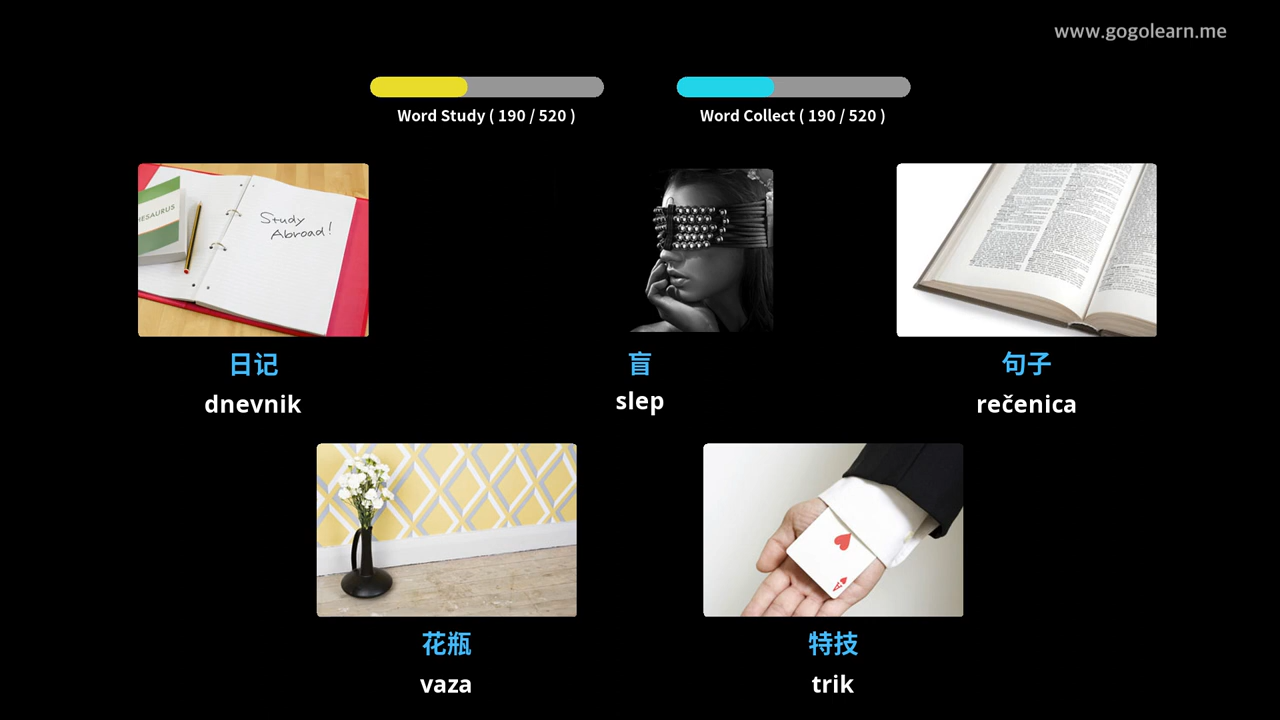 www.gogolearn.me
Word Study ( 190 / 520 )
Word Collect ( 190 / 520 )
HESAURUS
Study
Abroad!
日记
dnevnik
盲
slep
句子
rečenica
A
花瓶
vaza
特技
trik